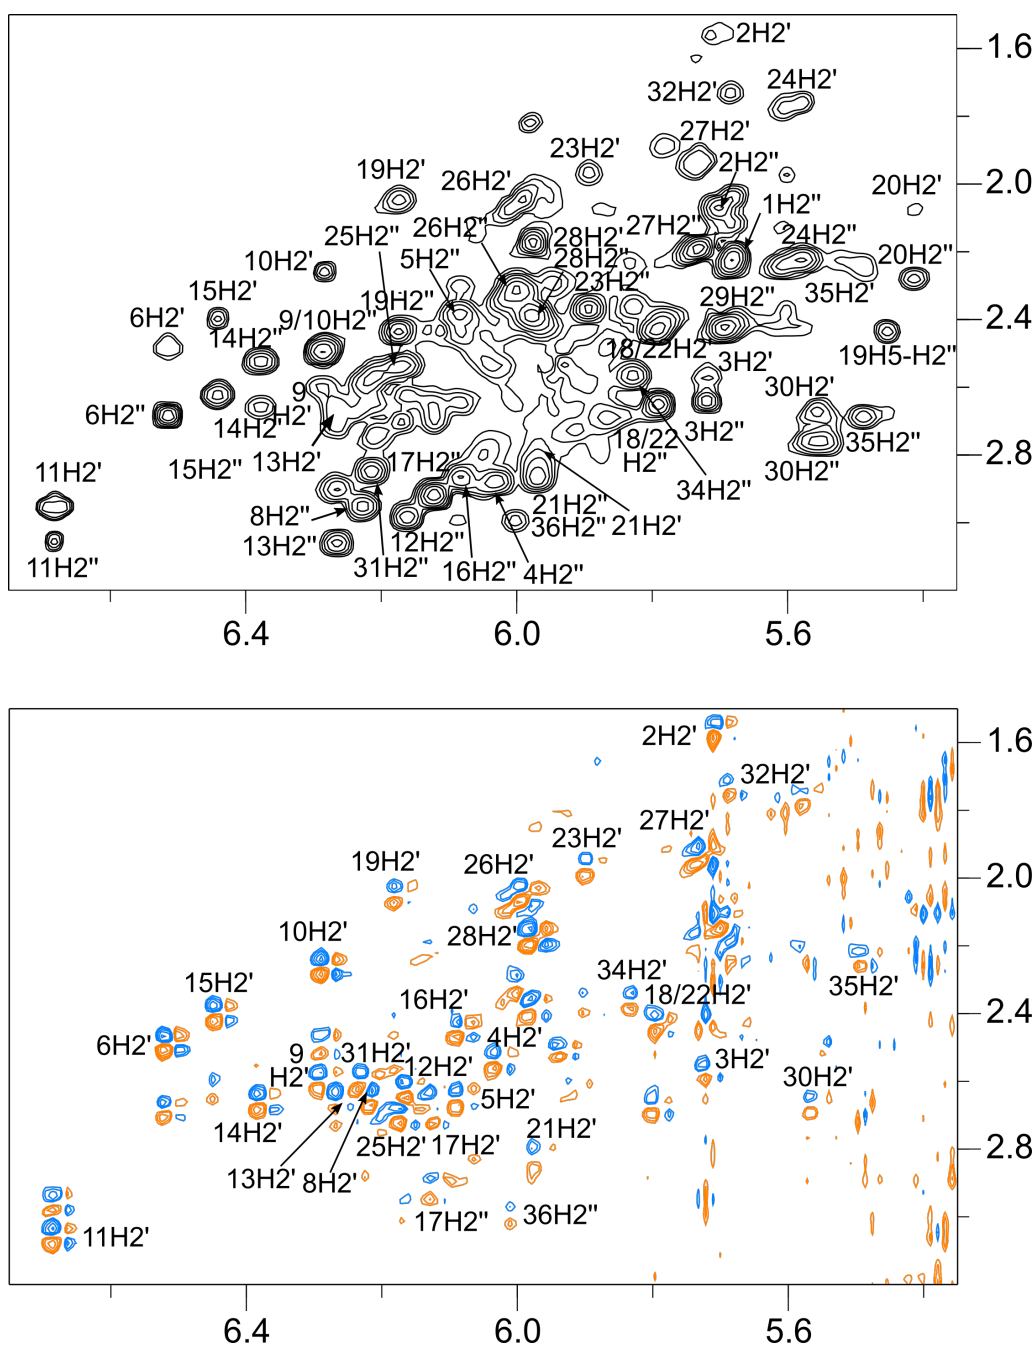 2H2'
1.6
32H2'
24H2'
27H2'
23H2'
2H2"
19H2'
26H2'
2.0
20H2'
1H2"
25H2"
26H2"
28H2'
27H2"
24H2"
5H2"
28H2"
20H2"
10H2'
23H2"
15H2'
19H2"
29H2"
35H2'
6H2'
9/10H2"
2.4
14H2"
18/22H2'
3H2'
19H5-H2"
9
H2'
30H2'
6H2"
14H2'
3H2"
18/22
H2"
35H2"
13H2'
17H2"
2.8
11H2'
15H2"
30H2"
34H2"
21H2"
8H2"
36H2"
21H2'
13H2"
12H2"
11H2"
31H2"
16H2"
4H2"
6.4
6.0
5.6
2H2'
1.6
32H2'
27H2'
23H2'
19H2'
26H2'
2.0
10H2'
28H2'
15H2'
34H2'
35H2'
16H2'
18/22H2'
2.4
6H2'
4H2'
9
H2'
31H2'
12H2'
3H2'
30H2'
5H2'
14H2'
25H2'
17H2'
21H2'
2.8
13H2'
8H2'
17H2"
36H2"
11H2'
6.4
6.0
5.6